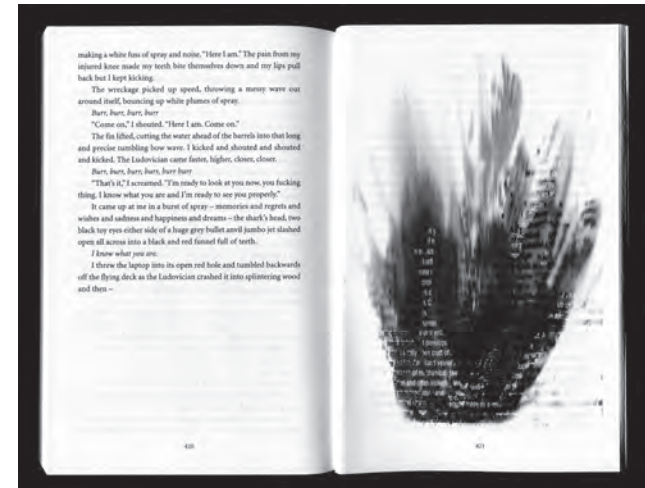 making a white fuss of spray and noise. “Here I am.” The pain from my
injured knee made my teeth bite themselves down and my lips pull
back but I kept kicking.
The wreckage picked up speed, throwing a messy wave out
around itself, bouncing up white plumes of spray.
Burr, burr, burr, burr
“Come on,” I shouted. “Here I am. Come on.”
The fin lifted, cutting the water ahead of the barrels into that long
and precise tumbling bow wave. I kicked and shouted and shouted
and kicked. The Ludovician came faster, higher, closer, closer.
Burr, burr, burr, burr burr
“That’s it,” I screamed. “I’m ready to look at you now, you fucking
thing. I know what you are and I’m ready to see you properly.”
It came up at me in a burst of spray – memories and regrets and
wishes and sadness and happiness and dreams – the shark’s head, two
black toy eyes either side of a huge grey bullet anvil jumbo jet slashed
open all across into a black and red funnel full of teeth.
I know what you are.
I threw the laptop into its open red hole and tumbled backwards
off the flying deck as the Ludovician crashed it into splintering wood
and then –
420
421